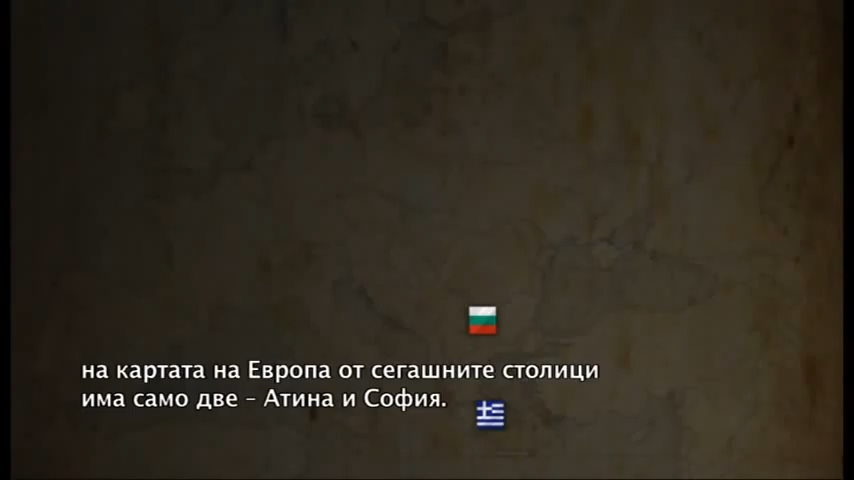 на картата на Европа от сегашните столици
има само две – Атина и София.